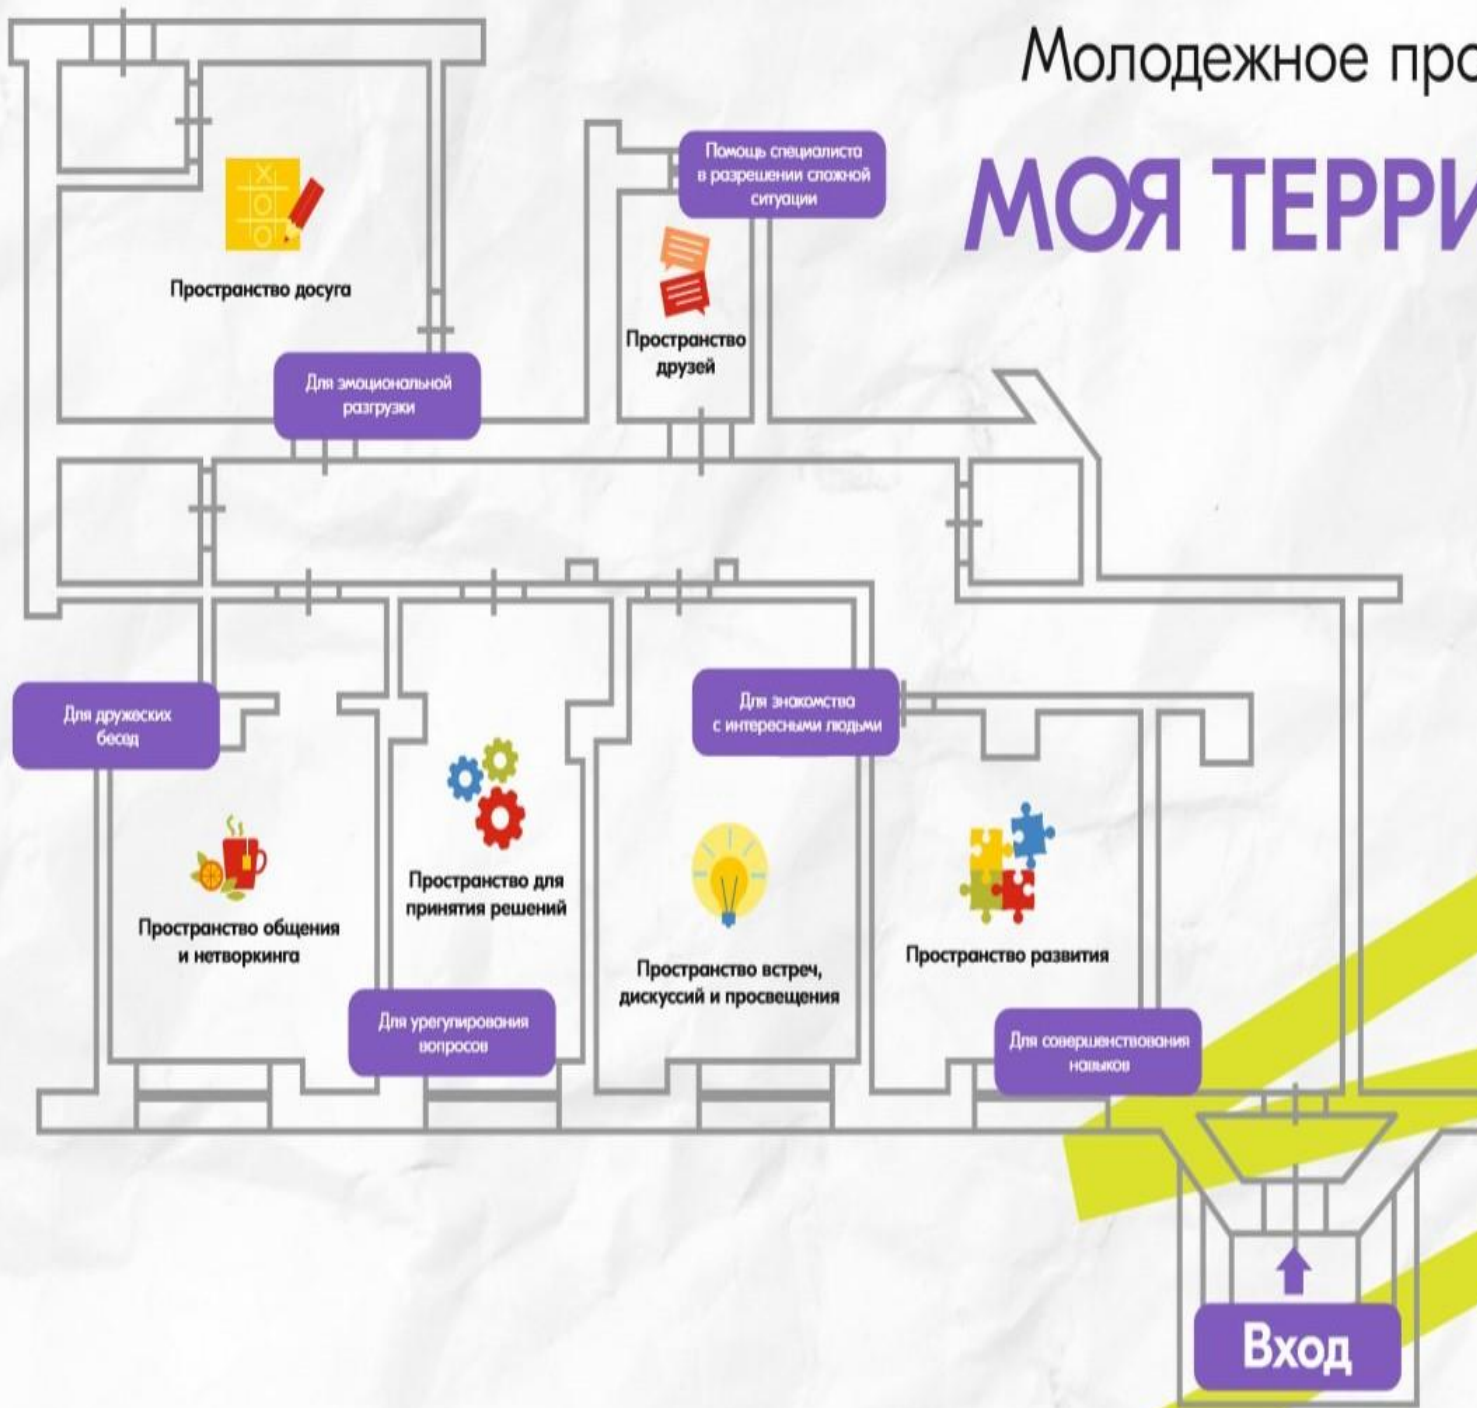 Молодежное про
МОЯ ТЕРРИ
Помощь специалиста
в разрешении сложной
ситуации
Пространство досуга
Пространство
друзей
Для эмоциональной
разгрузки
Для дружеских
бесед
Для знакомства
с интересными людьми
Пространство общения
и нетворкинга
Пространство для
принятия решений
Пространство встреч,
дискуссий и просвещения
Пространство развития
Для урегулирования
вопросов
Для совершенствования
навыков
Вход